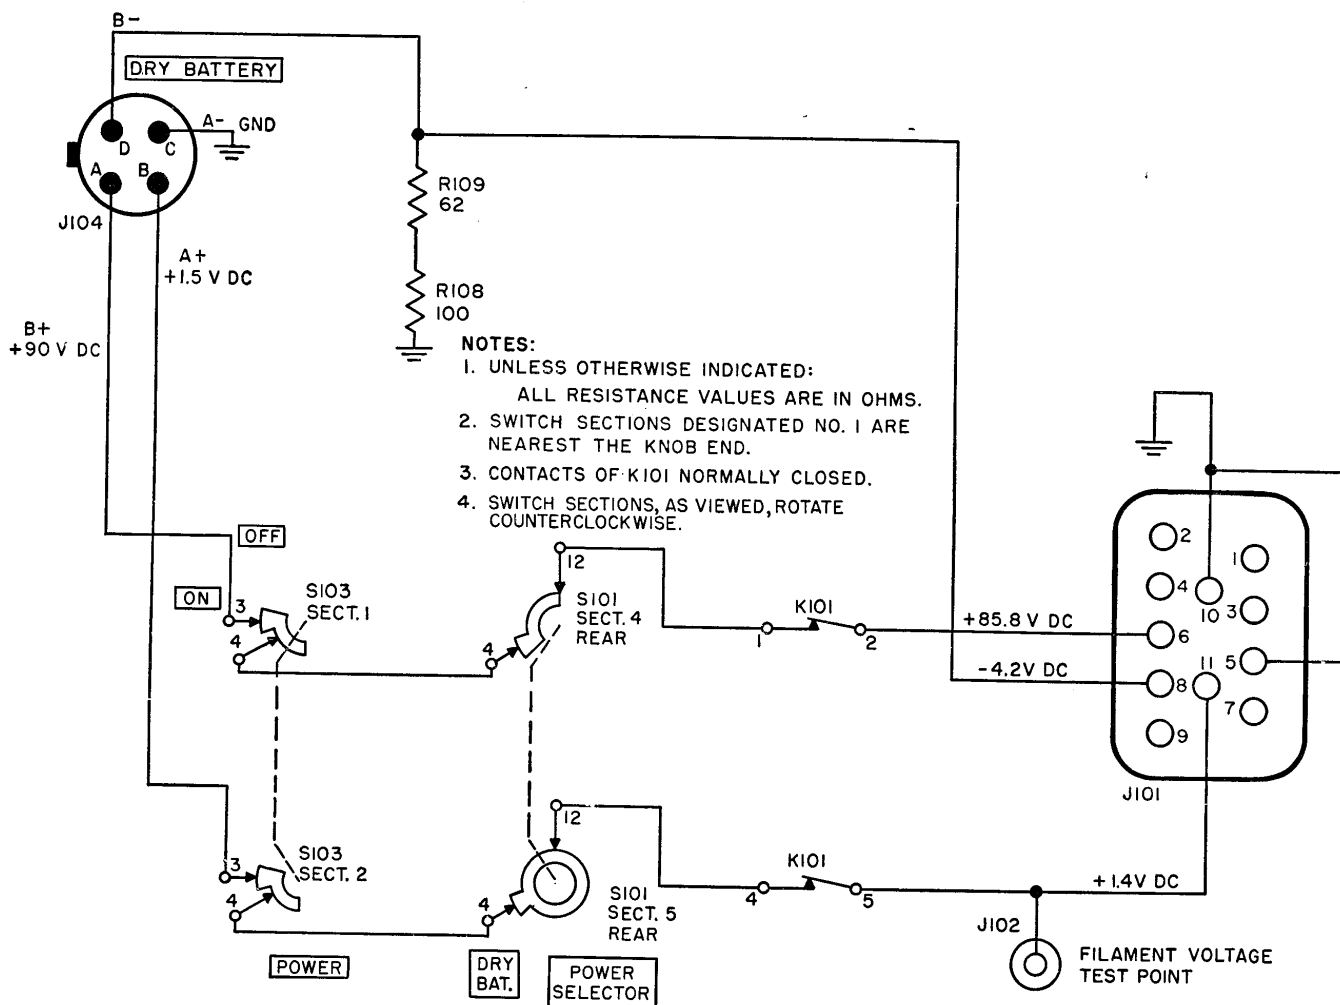 B-
DRY BATTERY
A- GND
D
C
A
B
J104
A+
+1.5 V DC
B+
+90 V DC
R109
62
R108
100
NOTES:
1. UNLESS OTHERWISE INDICATED:
ALL RESISTANCE VALUES ARE IN OHMS.
2. SWITCH SECTIONS DESIGNATED NO. 1 ARE
NEAREST THE KNOB END.
3. CONTACTS OF K101 NORMALLY CLOSED.
4. SWITCH SECTIONS, AS VIEWED, ROTATE
COUNTERCLOCKWISE.
OFF
ON
3
4
S103
SECT. 1
12
4
S101
SECT. 4
REAR
K101
1
2
+85.8 V DC
-4.2V DC
2
1
4
10
3
6
11
5
8
7
9
J101
3
4
S103
SECT. 2
12
4
S101
SECT. 5
REAR
K101
4
5
+1.4V DC
J102
FILAMENT VOLTAGE
TEST POINT
POWER
DRY
BAT.
POWER
SELECTOR